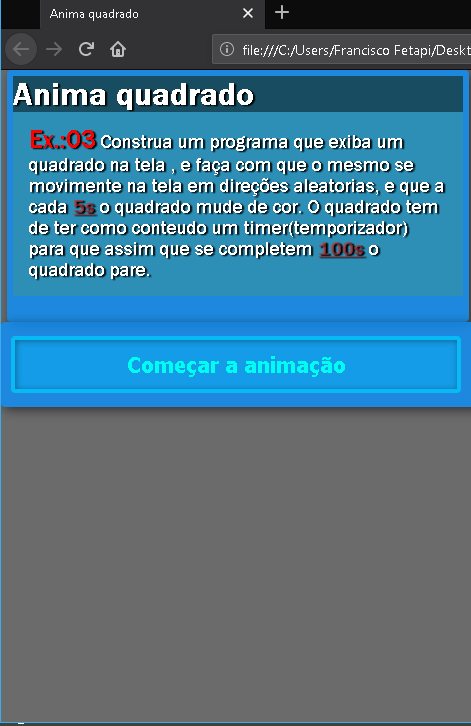 Anima quadrado
file:///C:/Users/Francisco Fetapi/Deskt
Anima quadrado
Ex.:03 Construa um programa que exiba um
quadrado na tela , e faça com que o mesmo se
movimente na tela em direções aleatorias, e que a
cada 5s o quadrado mude de cor. O quadrado tem
de ter como conteudo um timer(temporizador)
para que assim que se completem 100s o
quadrado pare.
Começar a animação